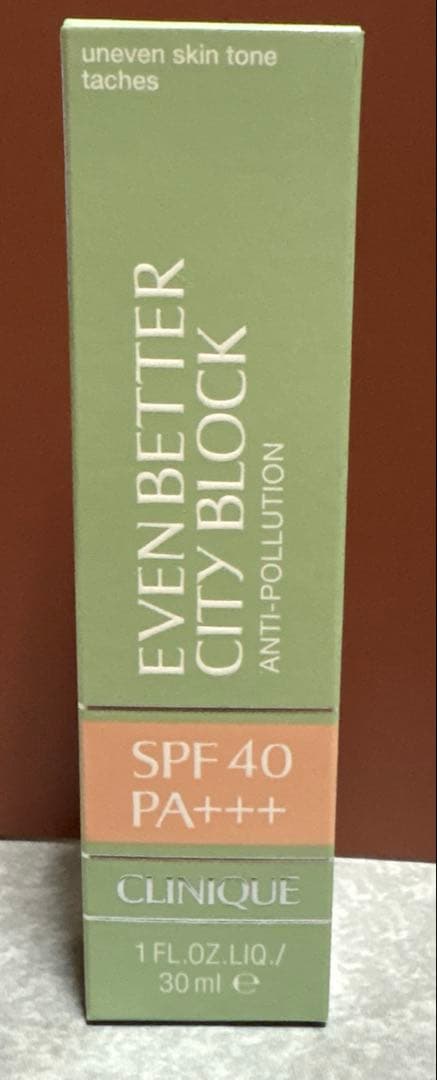 uneven skin tone
taches
EVEN BETTER
CITY BLOCK
ANTI-POLLUTION
SPF 40
PA+++
CLINIQUE
1 FL.OZ.LIQ./
30 ml ℮